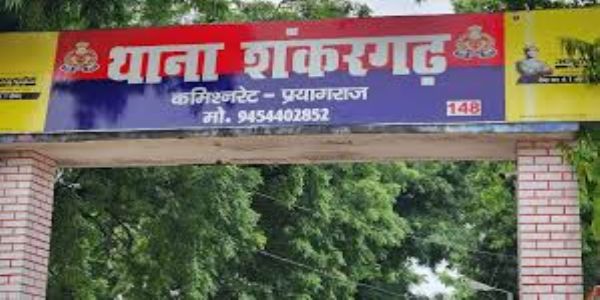 थाना शंकरगढ़
कमिश्नरेट - प्रयागराज
मो. 9454402852
148